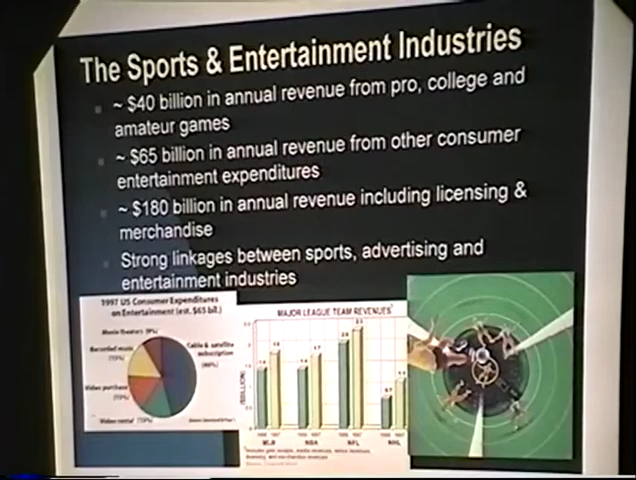 The Sports & Entertainment Industries
~ $40 billion in annual revenue from pro, college and
amateur games
~ $65 billion in annual revenue from other consumer
entertainment expenditures
~ $180 billion in annual revenue including licensing &
merchandise
Strong linkages between sports, advertising and
entertainment industries
1997 US Consumer Expenditures
on Entertainment (est. $65 bil.)
Movie theaters
Recorded music
Cable & satellite
subscription
Video purchase
Video rental
MAJOR LEAGUE TEAM REVENUES
MLB NBA NFL NHL